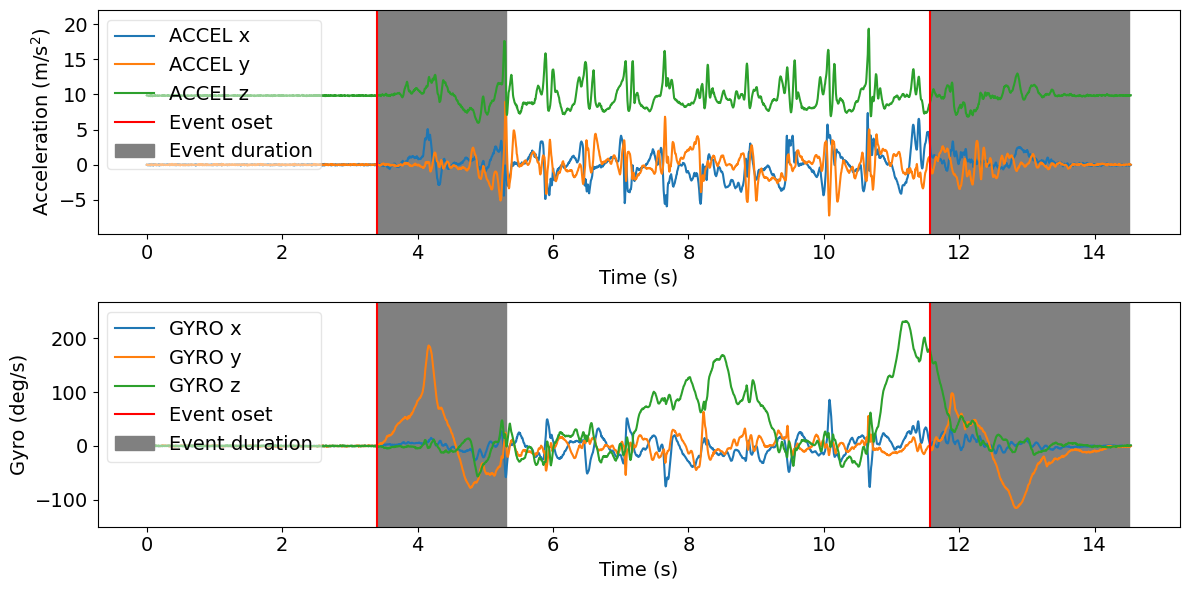 Acceleration (m/s²)
20
15
10
5
0
−5
ACCEL x
ACCEL y
ACCEL z
Event oset
Event duration
0 2 4 6 8 10 12 14
Time (s)
Gyro (deg/s)
200
100
0
−100
GYRO x
GYRO y
GYRO z
Event oset
Event duration
0 2 4 6 8 10 12 14
Time (s)